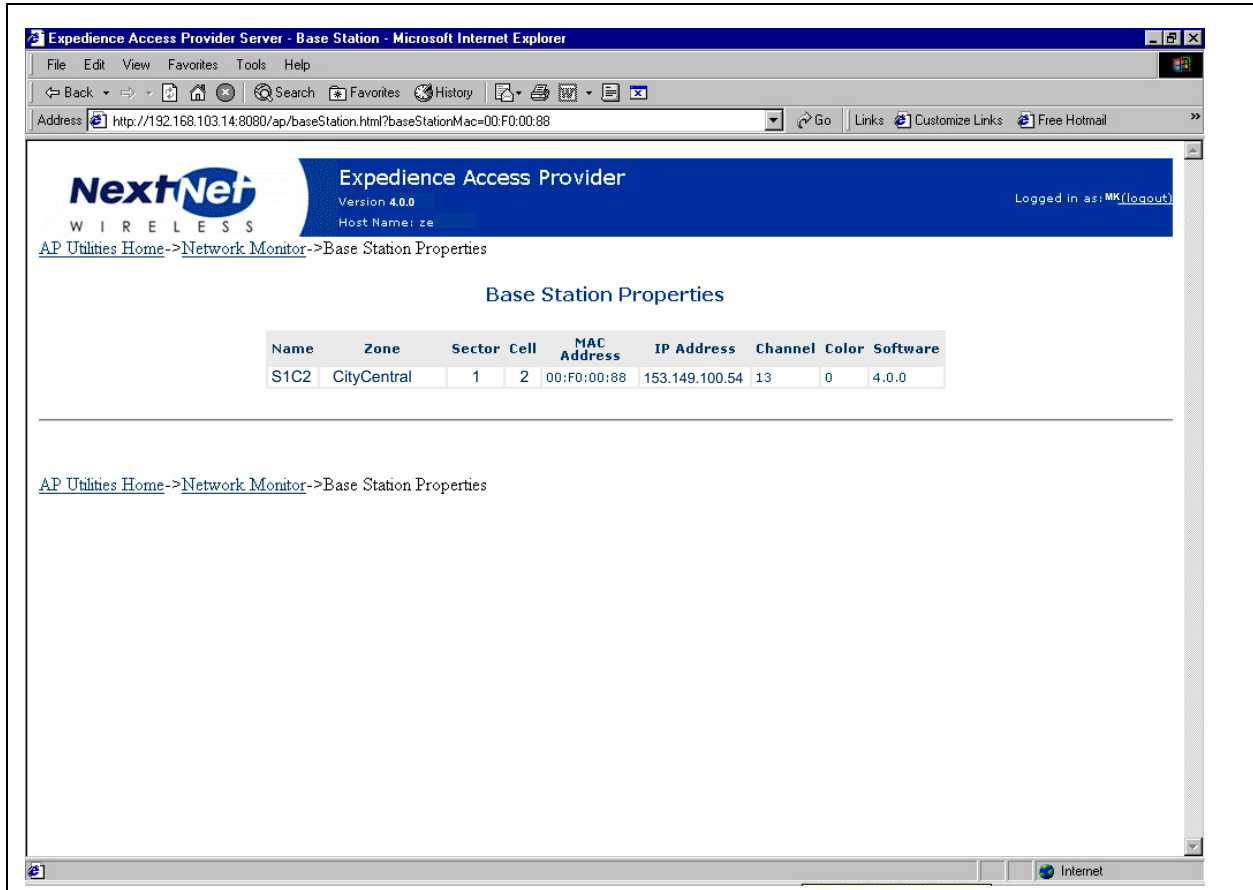 Expedience Access Provider Server - Base Station - Microsoft Internet Explorer
File Edit View Favorites Tools Help
Back Search Favorites History
Address http://192.168.103.14:8080/ap/baseStation.html?baseStationMac=00:F0:00:88 Go Links Customize Links Free Hotmail »
NextNet
WIRELESS
Expedience Access Provider
Version 4.0.0
Host Name: ze
Logged in as: MK(logout)
AP Utilities Home->Network Monitor->Base Station Properties
Base Station Properties
Name Zone Sector Cell MAC Address IP Address Channel Color Software
S1C2 CityCentral 1 2 00:F0:00:88 153.149.100.54 13 0 4.0.0
AP Utilities Home->Network Monitor->Base Station Properties
Internet